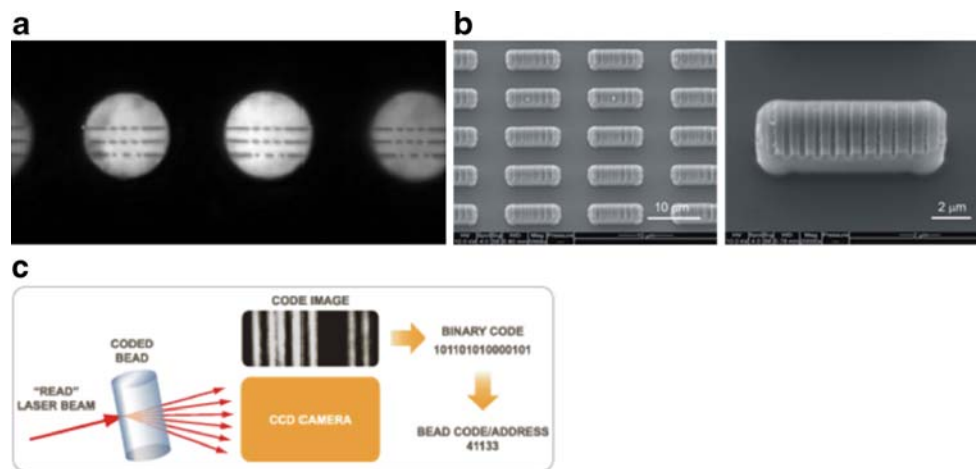 a
b
10 µm
2 µm
c
CODE IMAGE
CODED
BEAD
BINARY CODE
101101010000101
"READ"
LASER BEAM
CCD CAMERA
BEAD CODE/ADDRESS
41133